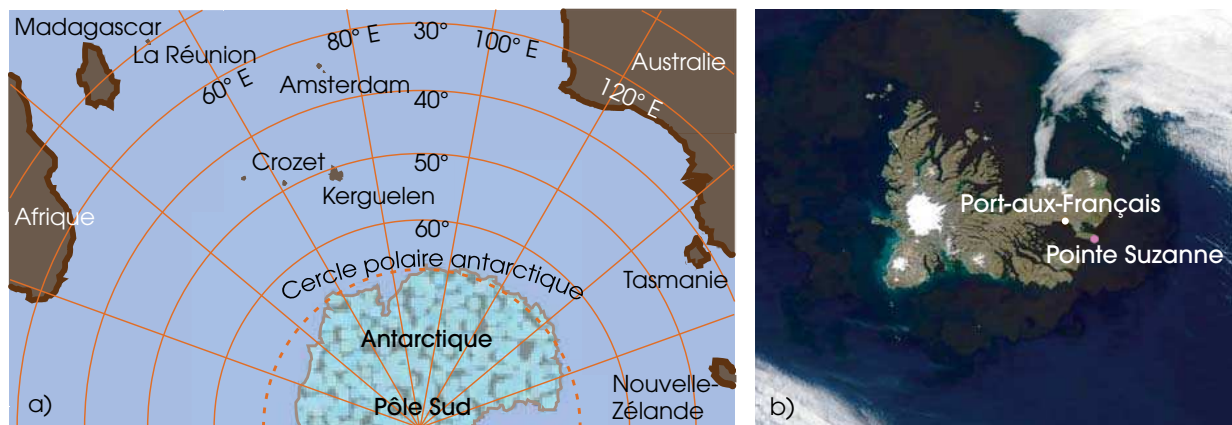 Madagascar
La Réunion
60° E
80° E
30°
100° E
Australie
120° E
Amsterdam
40°
Crozet
50°
Kerguelen
Afrique
60°
Cercle polaire antarctique
Tasmanie
Antarctique
Pôle Sud
Nouvelle-
Zélande
a)
Port-aux-Français
Pointe Suzanne
b)